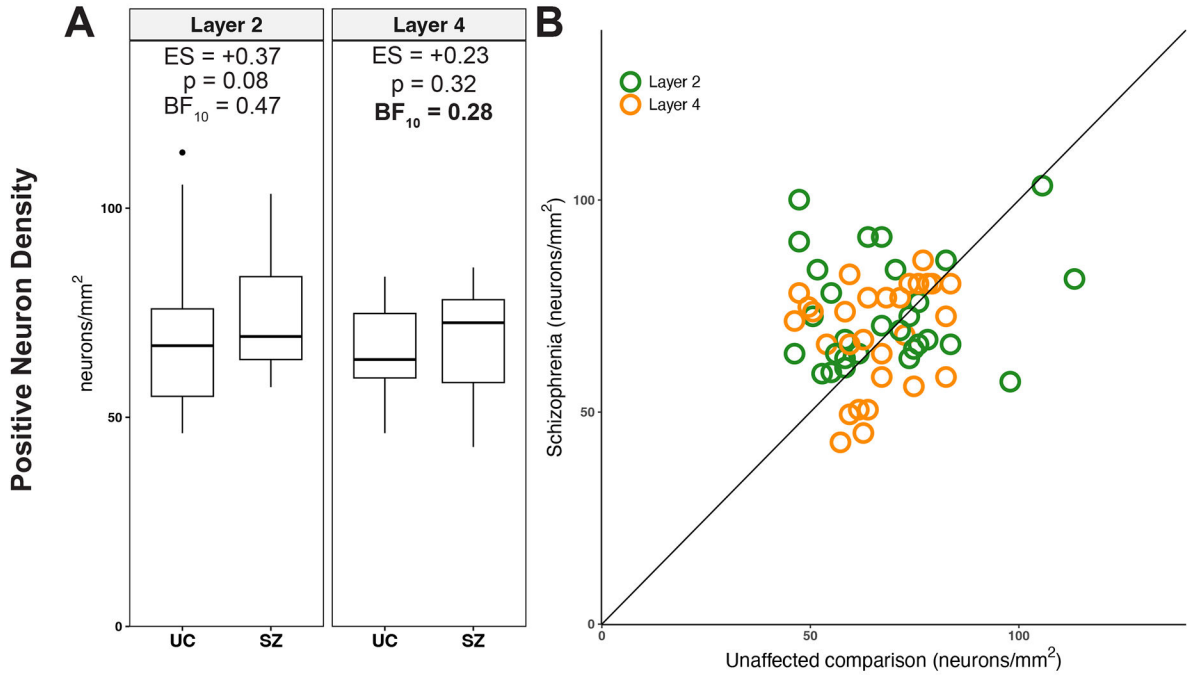 A
Positive Neuron Density
neurons/mm²
Layer 2
ES = +0.37
p = 0.08
BF₁₀ = 0.47
Layer 4
ES = +0.23
p = 0.32
BF₁₀ = 0.28
100
50
0
UC
SZ
UC
SZ
B
Layer 2
Layer 4
Schizophrenia (neurons/mm²)
100
50
0
0
50
100
Unaffected comparison (neurons/mm²)